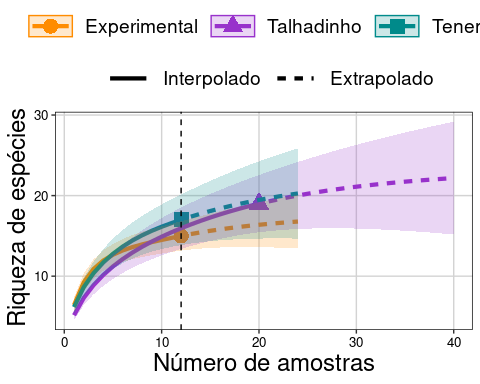 Experimental Talhadinho Tener
Interpolado Extrapolado
Riqueza de espécies
30
20
10
0 10 20 30 40
Número de amostras